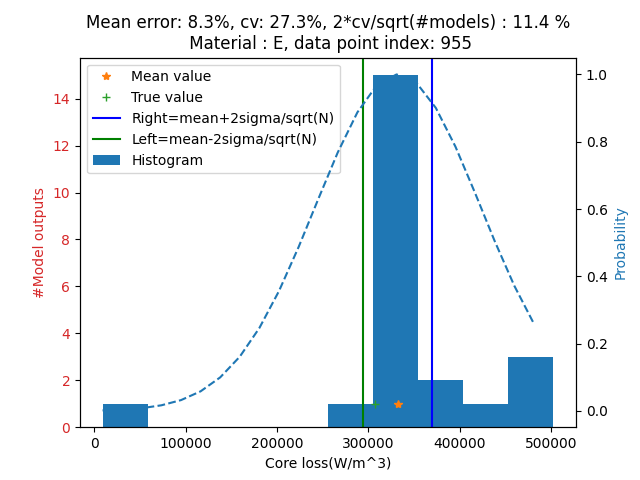 Mean error: 8.3%, cv: 27.3%, 2*cv/sqrt(#models) : 11.4 %
Material : E, data point index: 955
Mean value
True value
Right=mean+2sigma/sqrt(N)
Left=mean-2sigma/sqrt(N)
Histogram
#Model outputs
14
12
10
8
6
4
2
0
1.0
0.8
0.6
0.4
0.2
0.0
Probability
0
100000
200000
300000
400000
500000
Core loss(W/m^3)